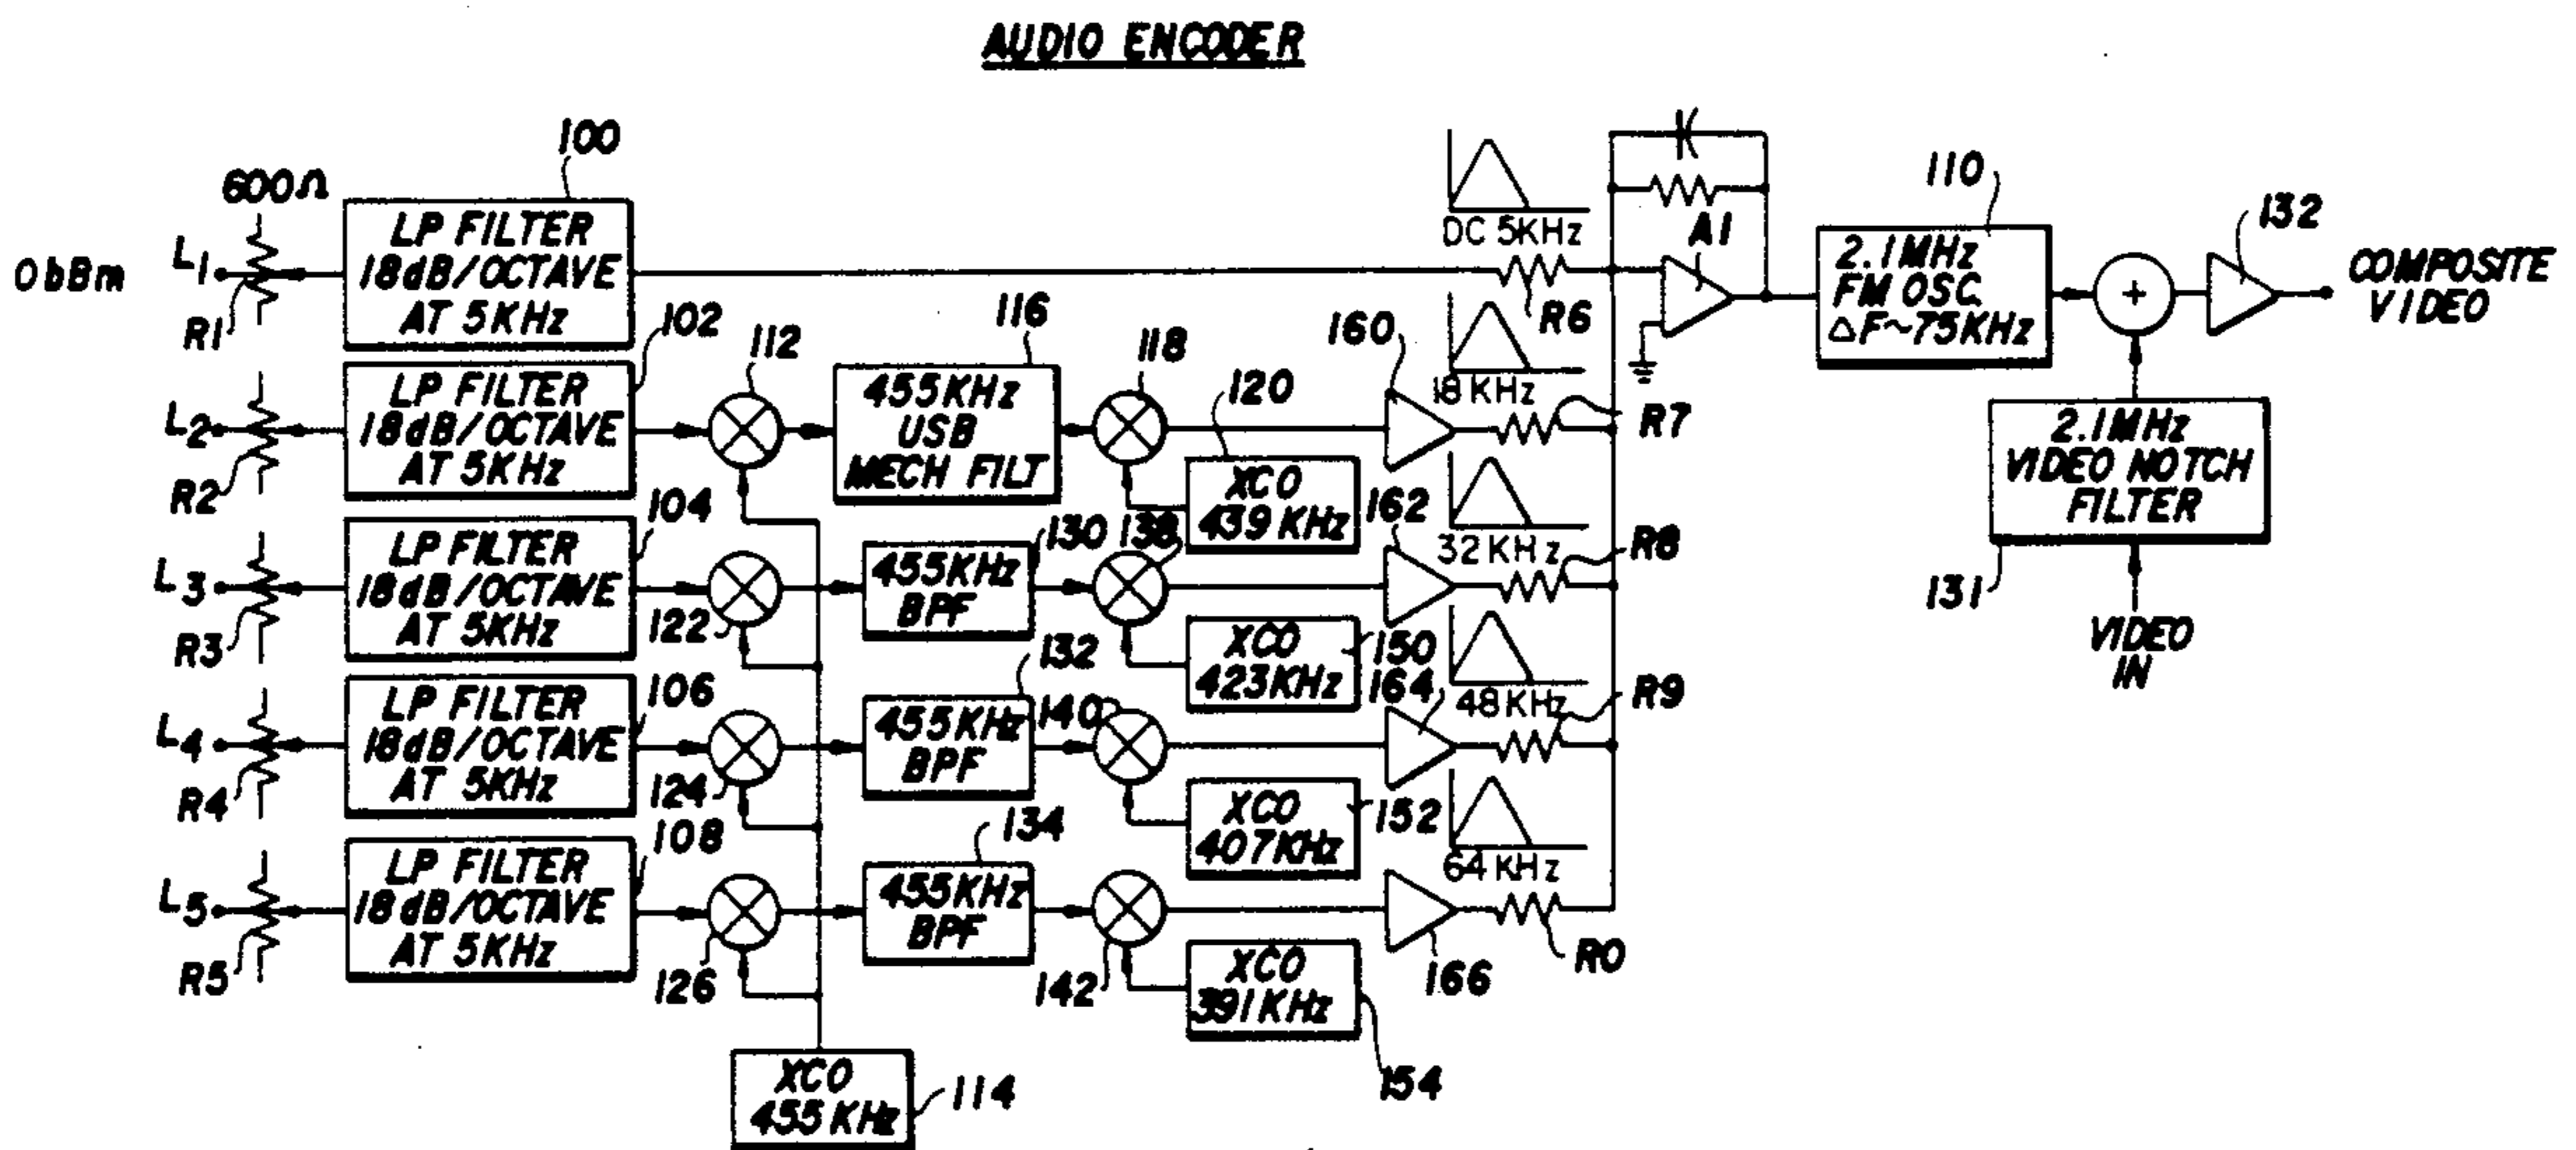 AUDIO ENCODER
0bBm
600Ω
L1
R1
100
LP FILTER
18dB/OCTAVE
AT 5KHz
L2
R2
102
LP FILTER
18dB/OCTAVE
AT 5KHz
L3
R3
104
LP FILTER
18dB/OCTAVE
AT 5KHz
L4
R4
106
LP FILTER
18dB/OCTAVE
AT 5KHz
L5
R5
108
LP FILTER
18dB/OCTAVE
AT 5KHz
112
122
124
126
XCO
455KHz
114
116
455KHz
USB
MECH FILT
130
455KHz
BPF
132
455KHz
BPF
134
455KHz
BPF
118
138
140
142
120
XCO
439KHz
XCO
423KHz
150
XCO
407KHz
152
XCO
391KHz
154
160
162
164
166
DC 5KHz
18KHz
32KHz
48KHz
64KHz
R6
R7
R8
R9
R0
A1
110
2.1MHz
FM OSC.
ΔF~75KHz
+
132
COMPOSITE
VIDEO
2.1MHz
VIDEO NOTCH
FILTER
131
VIDEO
IN